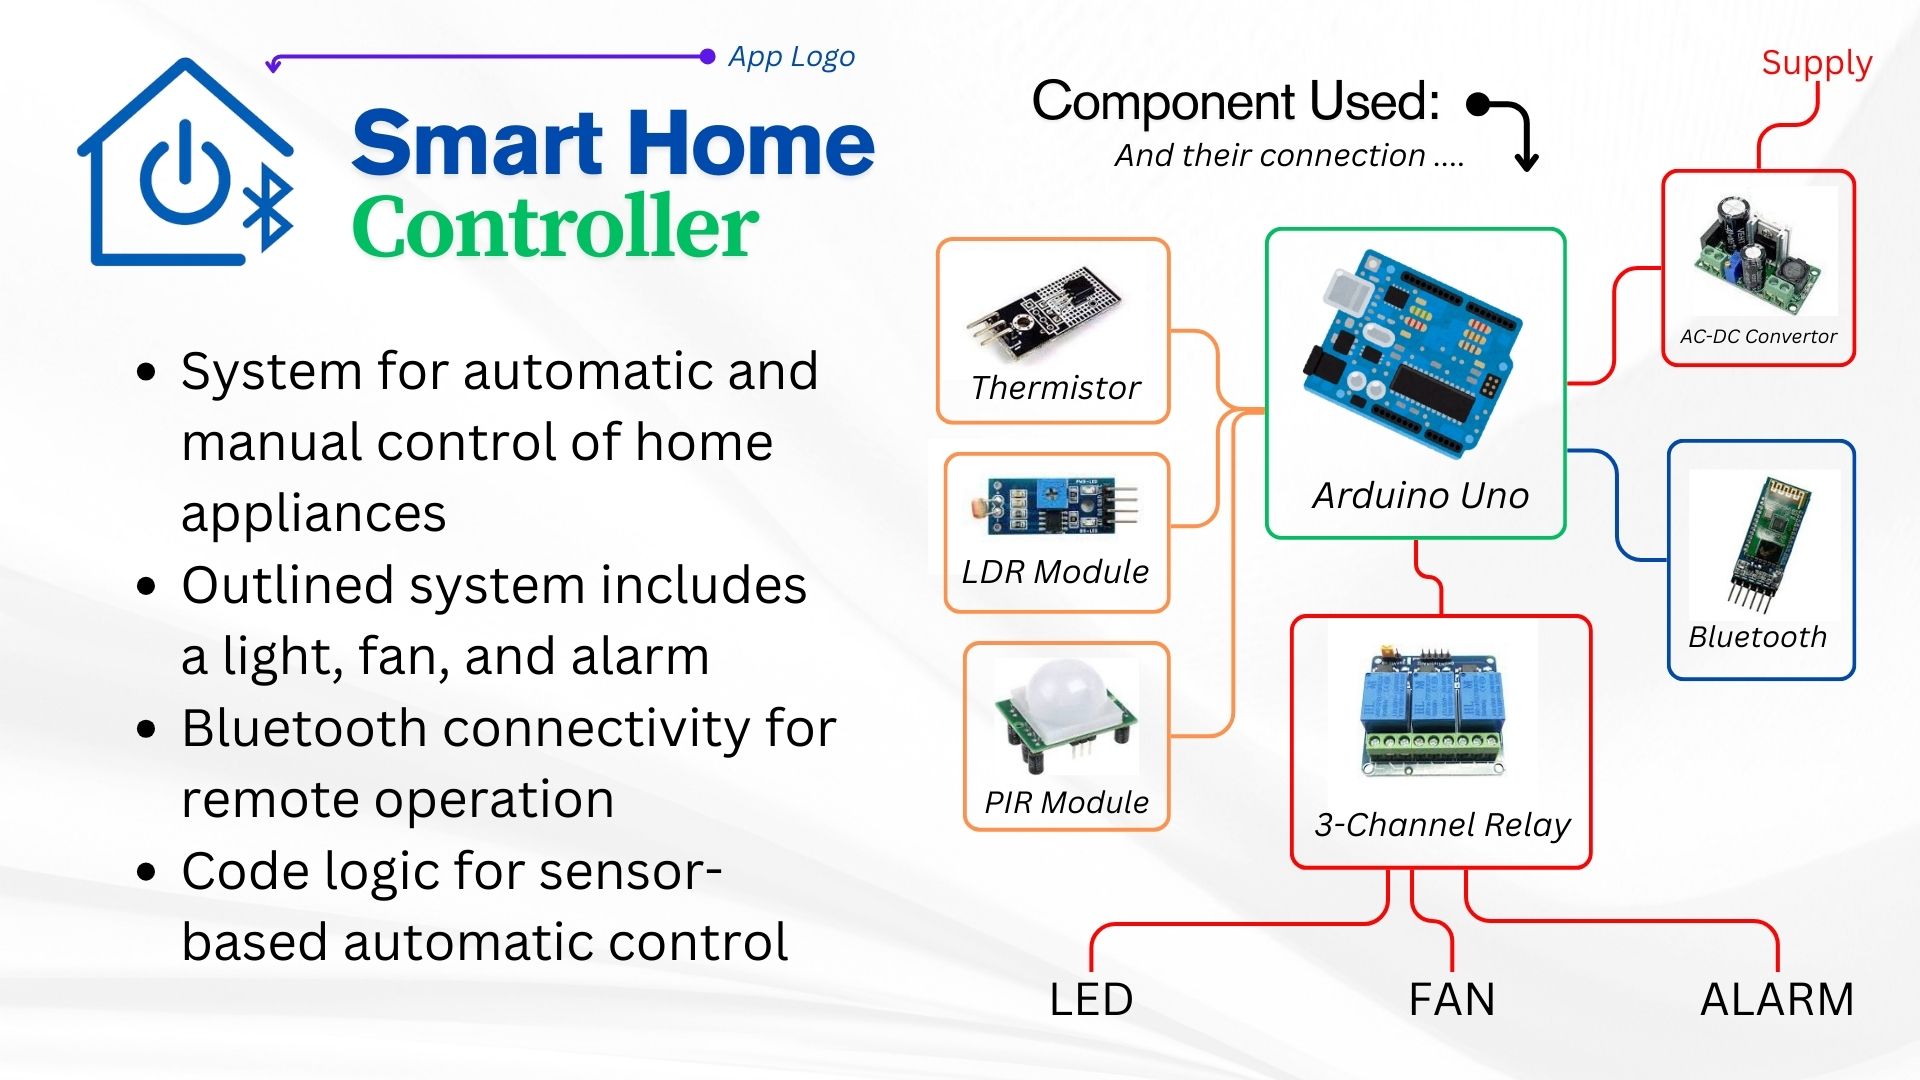 App Logo
Smart Home
Controller
• System for automatic and
manual control of home
appliances
• Outlined system includes
a light, fan, and alarm
• Bluetooth connectivity for
remote operation
• Code logic for sensor-
based automatic control
Component Used:
And their connection ....
Supply
AC-DC Convertor
Thermistor
Arduino Uno
LDR Module
Bluetooth
PIR Module
3-Channel Relay
LED
FAN
ALARM